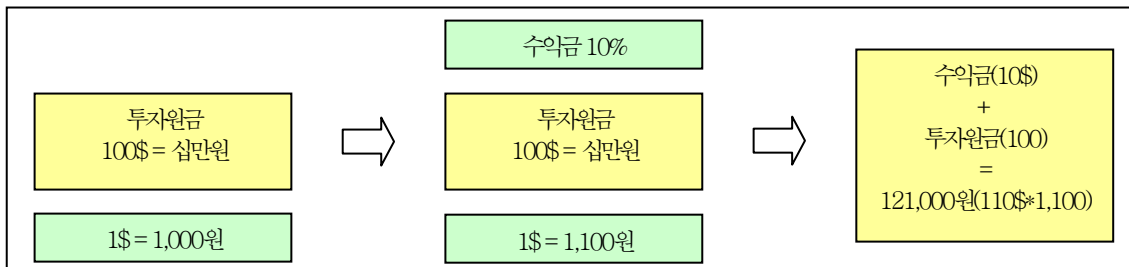 투자원금
100$ = 십만원
1$ = 1,000원
수익금 10%
투자원금
100$ = 십만원
1$ = 1,100원
수익금(10$)
+
투자원금(100)
=
121,000원(110$*1,100)